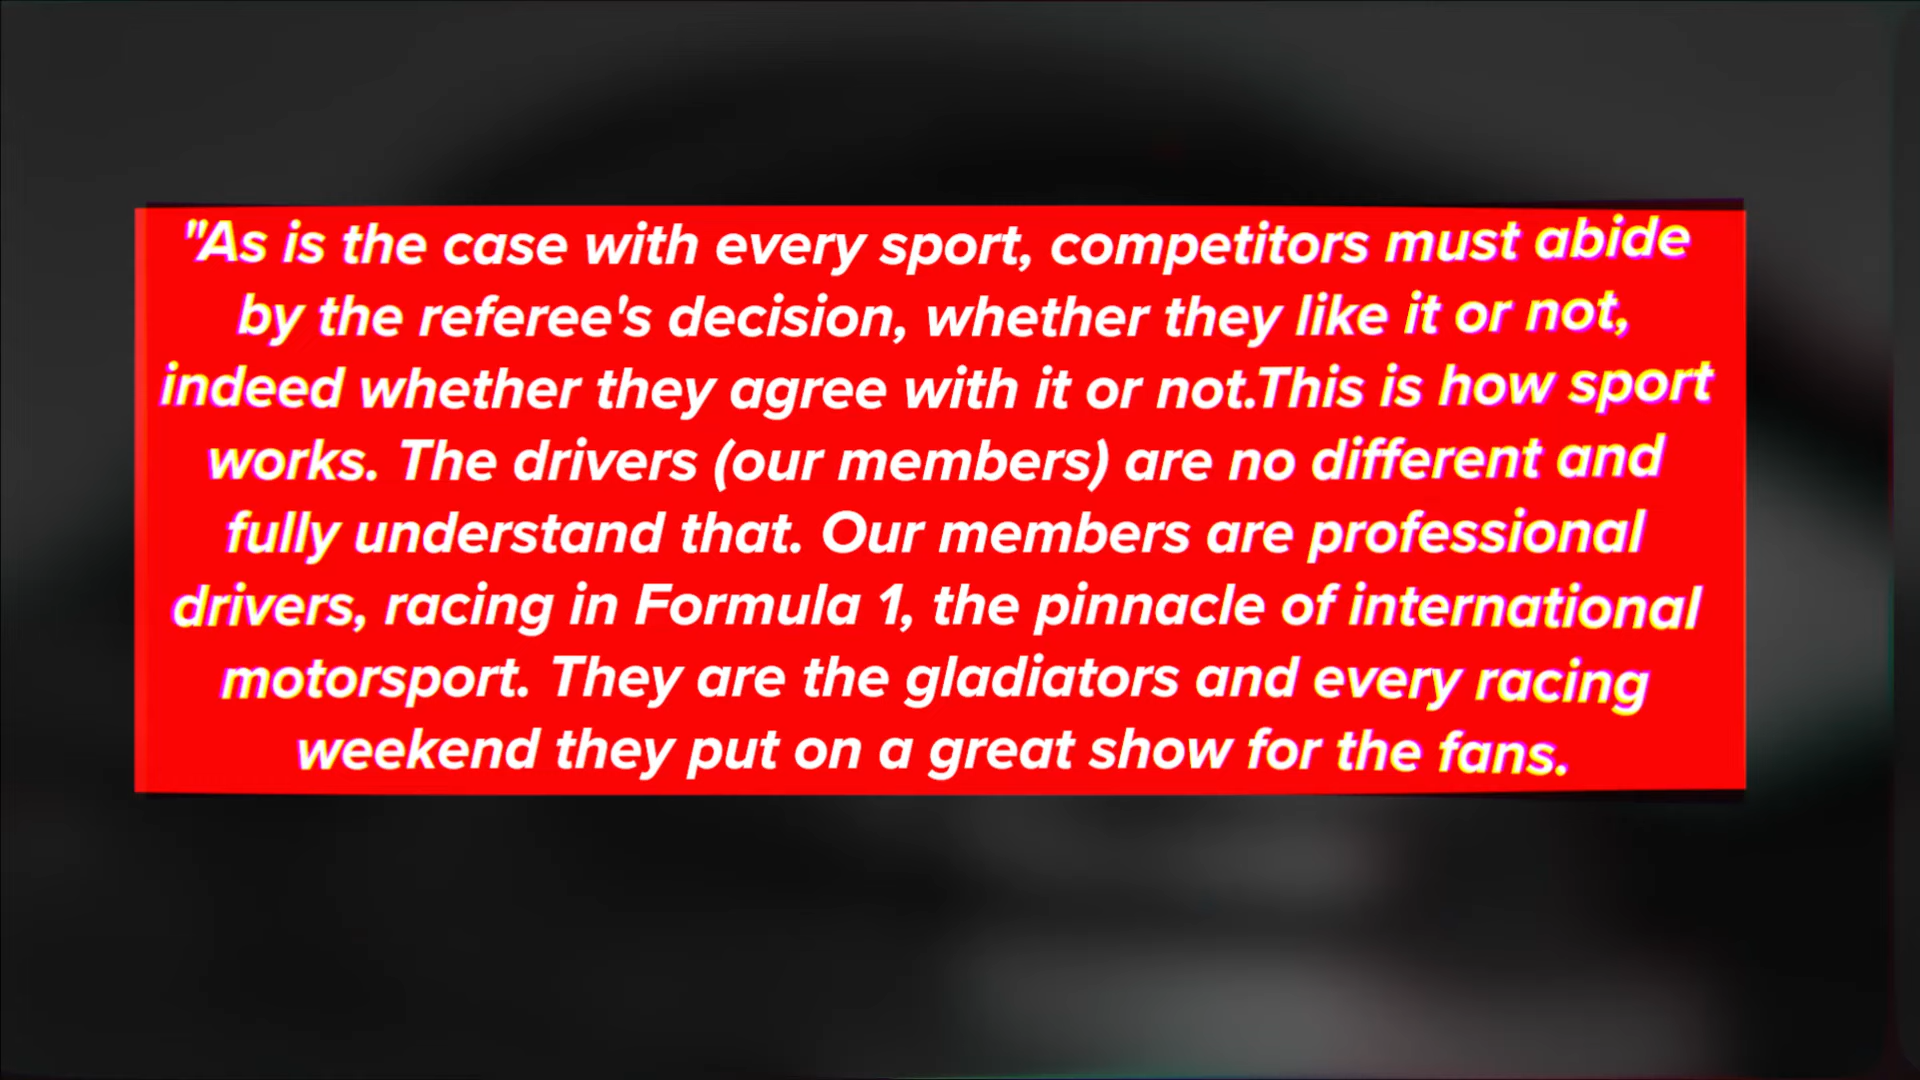 "As is the case with every sport, competitors must abide
by the referee's decision, whether they like it or not,
indeed whether they agree with it or not.This is how sport
works. The drivers (our members) are no different and
fully understand that. Our members are professional
drivers, racing in Formula 1, the pinnacle of international
motorsport. They are the gladiators and every racing
weekend they put on a great show for the fans.